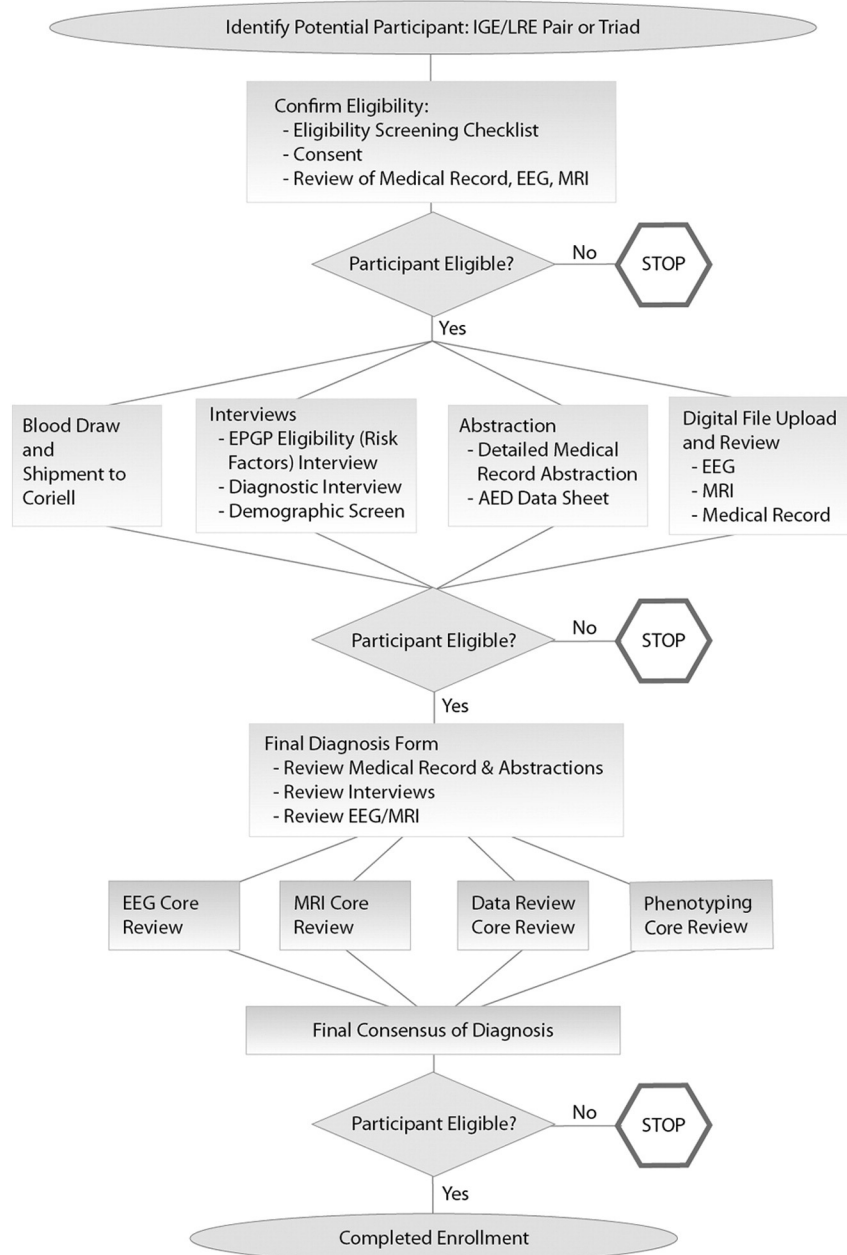 Identify Potential Participant: IGE/LRE Pair or Triad
Confirm Eligibility:
- Eligibility Screening Checklist
- Consent
- Review of Medical Record, EEG, MRI
Participant Eligible?
No
STOP
Yes
Blood Draw
and
Shipment to
Coriell
Interviews
- EPGP Eligibility (Risk
Factors) Interview
- Diagnostic Interview
- Demographic Screen
Abstraction
- Detailed Medical
Record Abstraction
- AED Data Sheet
Digital File Upload
and Review
- EEG
- MRI
- Medical Record
Participant Eligible?
No
STOP
Yes
Final Diagnosis Form
- Review Medical Record & Abstractions
- Review Interviews
- Review EEG/MRI
EEG Core
Review
MRI Core
Review
Data Review
Core Review
Phenotyping
Core Review
Final Consensus of Diagnosis
Participant Eligible?
No
STOP
Yes
Completed Enrollment